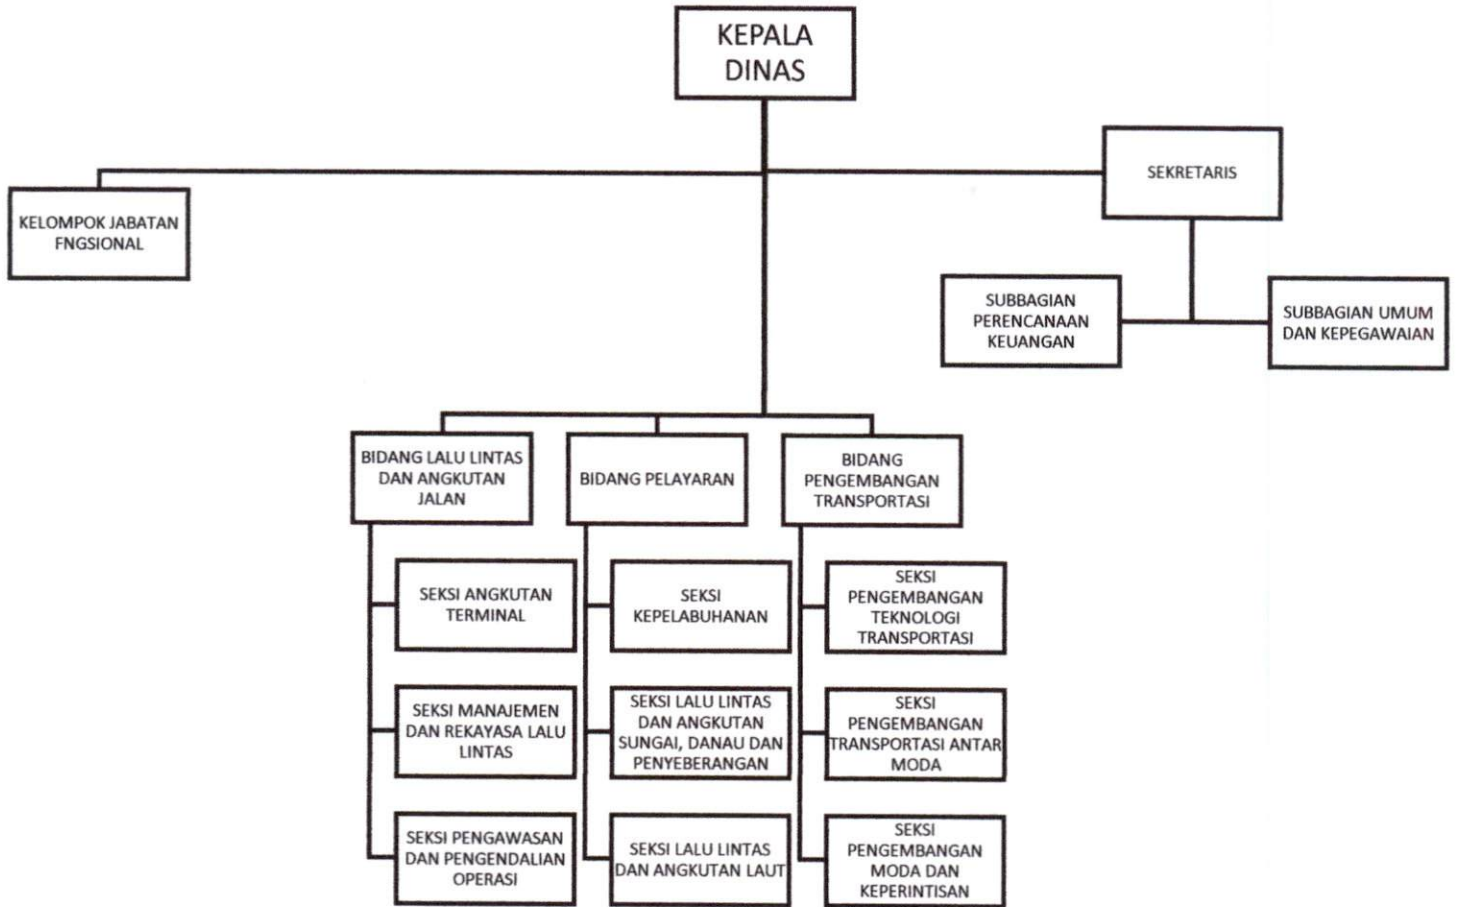 KEPALA
DINAS
SEKRETARIS
KELOMPOK JABATAN
FNGSIONAL
SUBBAGIAN
PERENCANAAN
KEUANGAN
SUBBAGIAN UMUM
DAN KEPEGAWAIAN
BIDANG LALU LINTAS
DAN ANGKUTAN
JALAN
BIDANG PELAYARAN
BIDANG
PENGEMBANGAN
TRANSPORTASI
SEKSI ANGKUTAN
TERMINAL
SEKSI
KEPELABUHANAN
SEKSI
PENGEMBANGAN
TEKNOLOGI
TRANSPORTASI
SEKSI MANAJEMEN
DAN REKAYASA LALU
LINTAS
SEKSI LALU LINTAS
DAN ANGKUTAN
SUNGAI, DANAU DAN
PENYEBERANGAN
SEKSI
PENGEMBANGAN
TRANSPORTASI ANTAR
MODA
SEKSI PENGAWASAN
DAN PENGENDALIAN
OPERASI
SEKSI LALU LINTAS
DAN ANGKUTAN LAUT
SEKSI
PENGEMBANGAN
MODA DAN
KEPERINTISAN